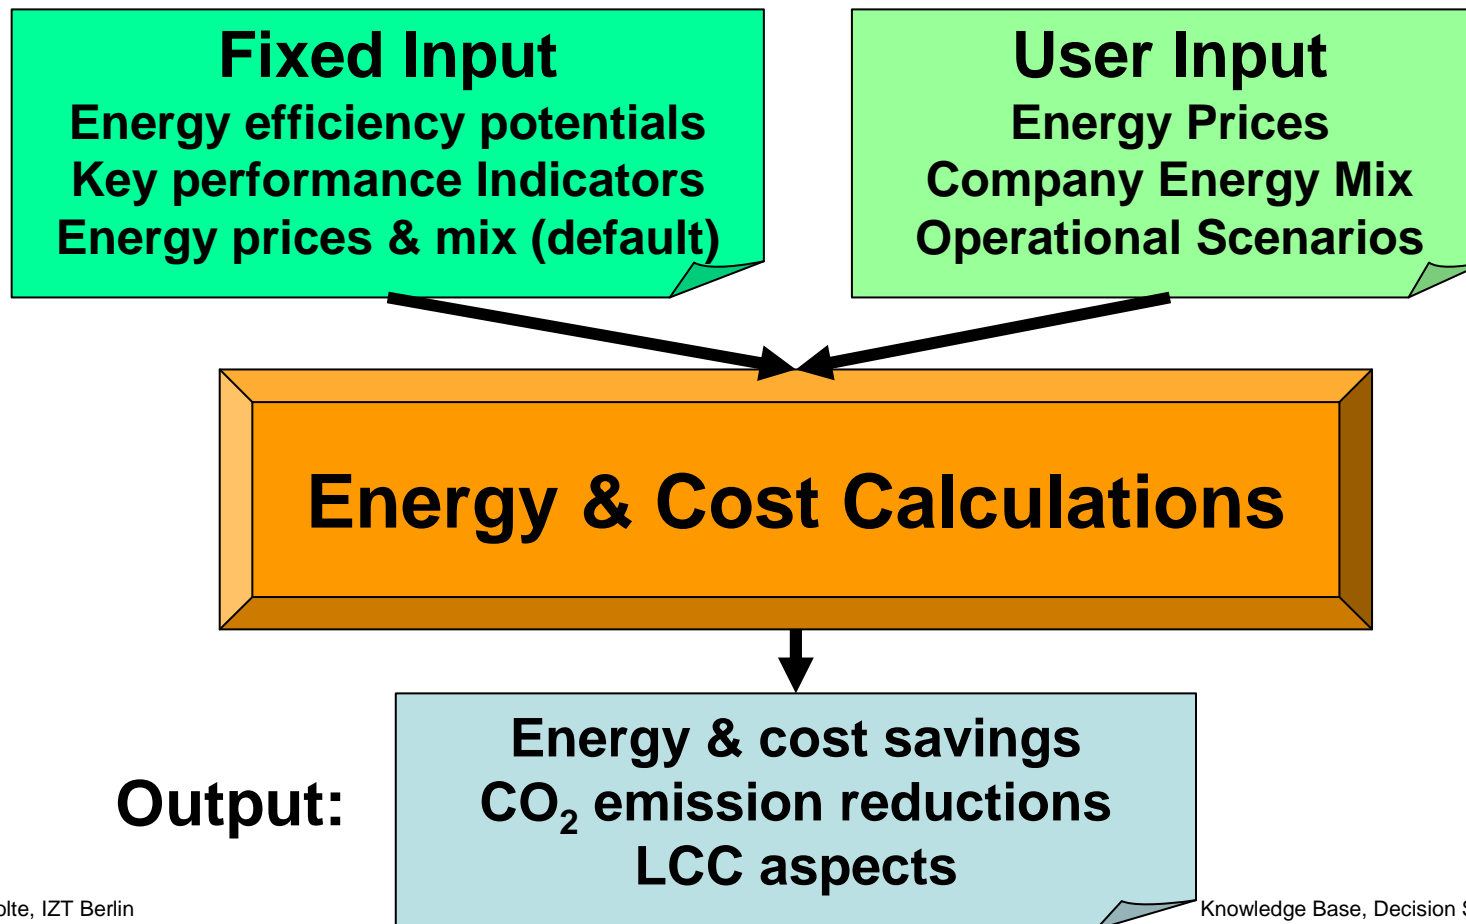 Fixed Input
Energy efficiency potentials
Key performance Indicators
Energy prices & mix (default)
User Input
Energy Prices
Company Energy Mix
Operational Scenarios
Energy & Cost Calculations
Output:
Energy & cost savings
CO₂ emission reductions
LCC aspects
IZT Berlin
Knowledge Base, Decision